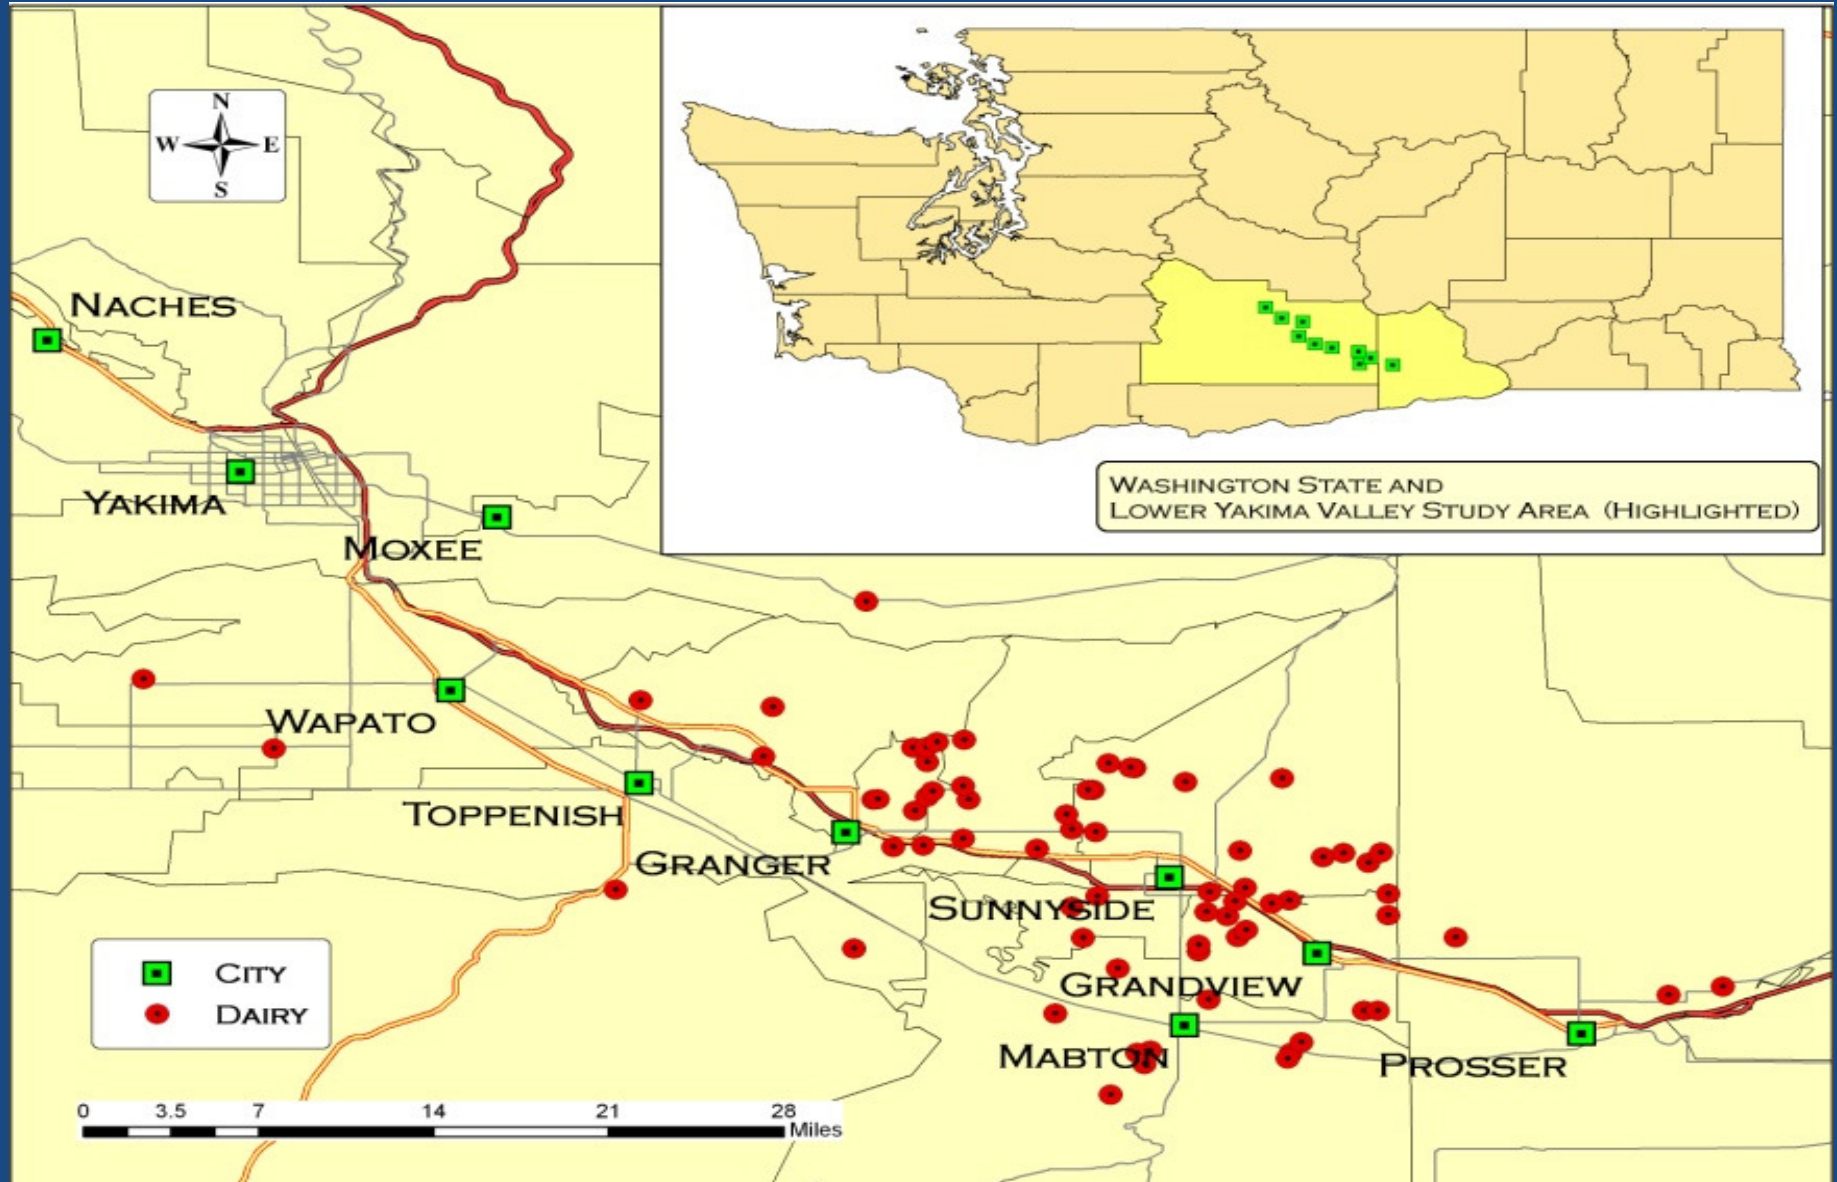 N
W E
S
NACHES
YAKIMA
MOXEE
WASHINGTON STATE AND
LOWER YAKIMA VALLEY STUDY AREA (HIGHLIGHTED)
WAPATO
TOPPENISH
GRANGER
SUNNYSIDE
GRANDVIEW
MABTON
PROSSER
CITY
DAIRY
0 3.5 7 14 21 28
Miles